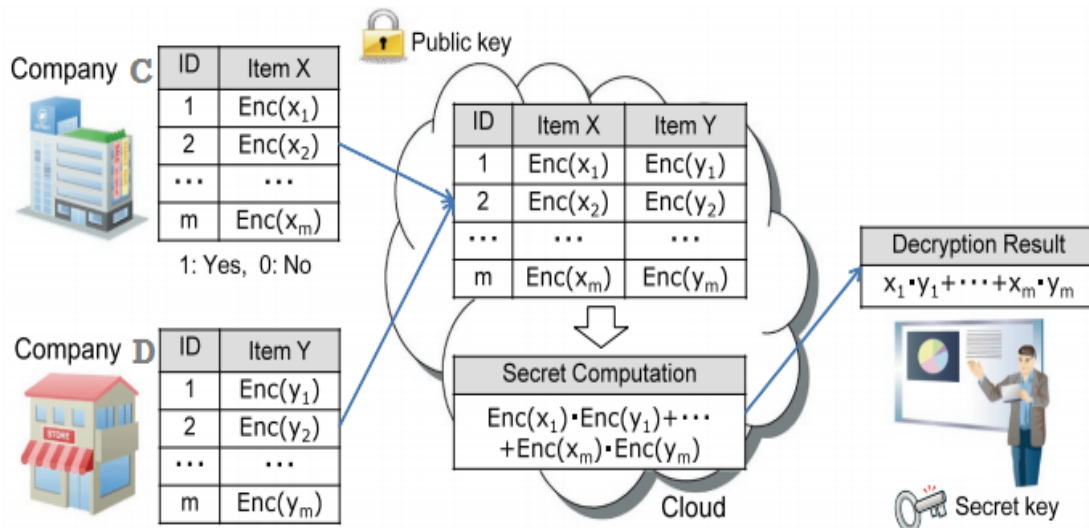 Public key
Company C
ID Item X
1 Enc(x₁)
2 Enc(x₂)
... ...
m Enc(xₘ)
1: Yes, 0: No
Company D
ID Item Y
1 Enc(y₁)
2 Enc(y₂)
... ...
m Enc(yₘ)
STORE
ID Item X Item Y
1 Enc(x₁) Enc(y₁)
2 Enc(x₂) Enc(y₂)
... ... ...
m Enc(xₘ) Enc(yₘ)
Secret Computation
Enc(x₁)·Enc(y₁)+···
+Enc(xₘ)·Enc(yₘ)
Cloud
Decryption Result
x₁·y₁+···+xₘ·yₘ
Secret key